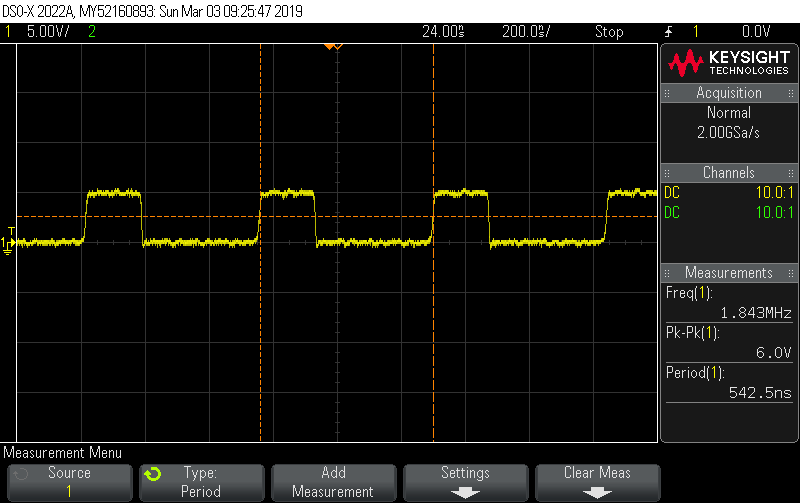 DSO-X 2022A, MY52160893: Sun Mar 03 09:25:47 2019
1 5.00V/ 2 24.00s 200.0s/ Stop 1 0.0V
KEYSIGHT
TECHNOLOGIES
Acquisition
Normal
2.00GSa/s
Channels
DC 10.0:1
DC 10.0:1
T
1
Measurements
Freq(1):
1.843MHz
Pk-Pk(1):
6.0V
Period(1):
542.5ns
Measurement Menu
Source
1
Type:
Period
Add
Measurement
Settings
Clear Meas